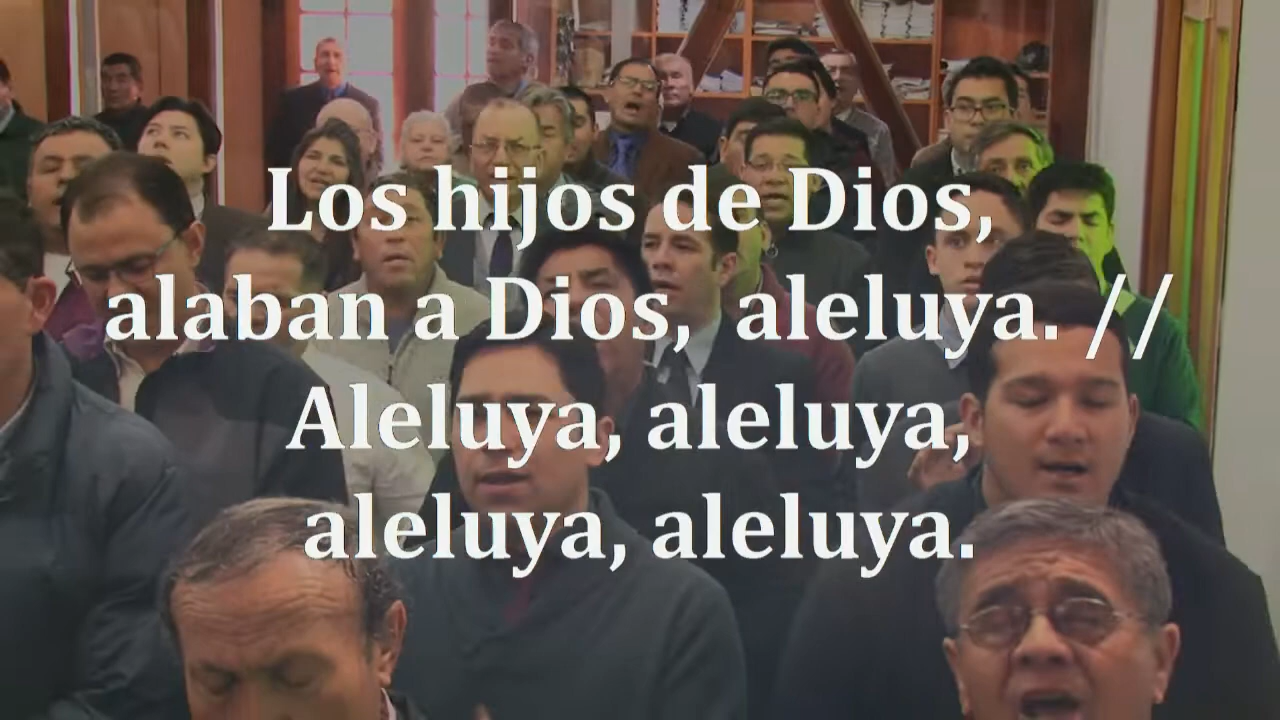 Los hijos de Dios,
alaban a Dios, aleluya. //
Aleluya, aleluya,
aleluya, aleluya.